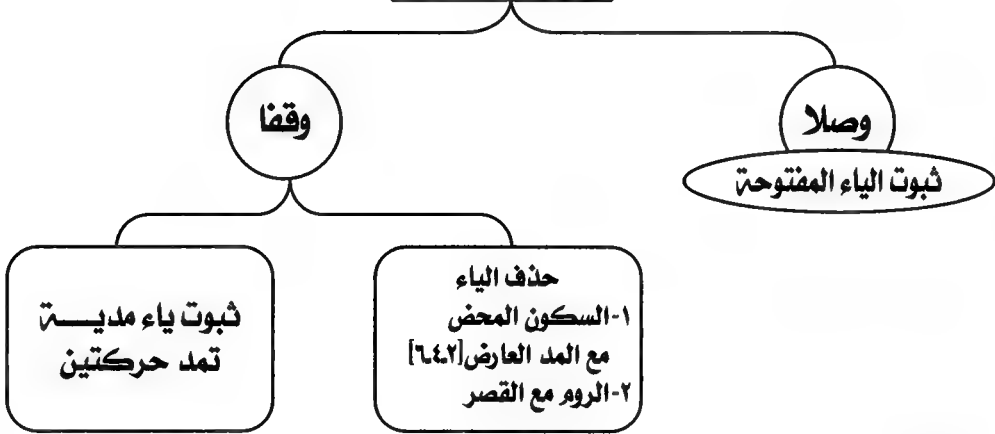 وصلا
ثبوت الياء المفتوحة
وقفا
حذف الياء
١-السكون المحض
مع المد العارض[٢،٤،٦]
٢-الروم مع القصر
ثبوت ياء مديـــة
تمد حركتين